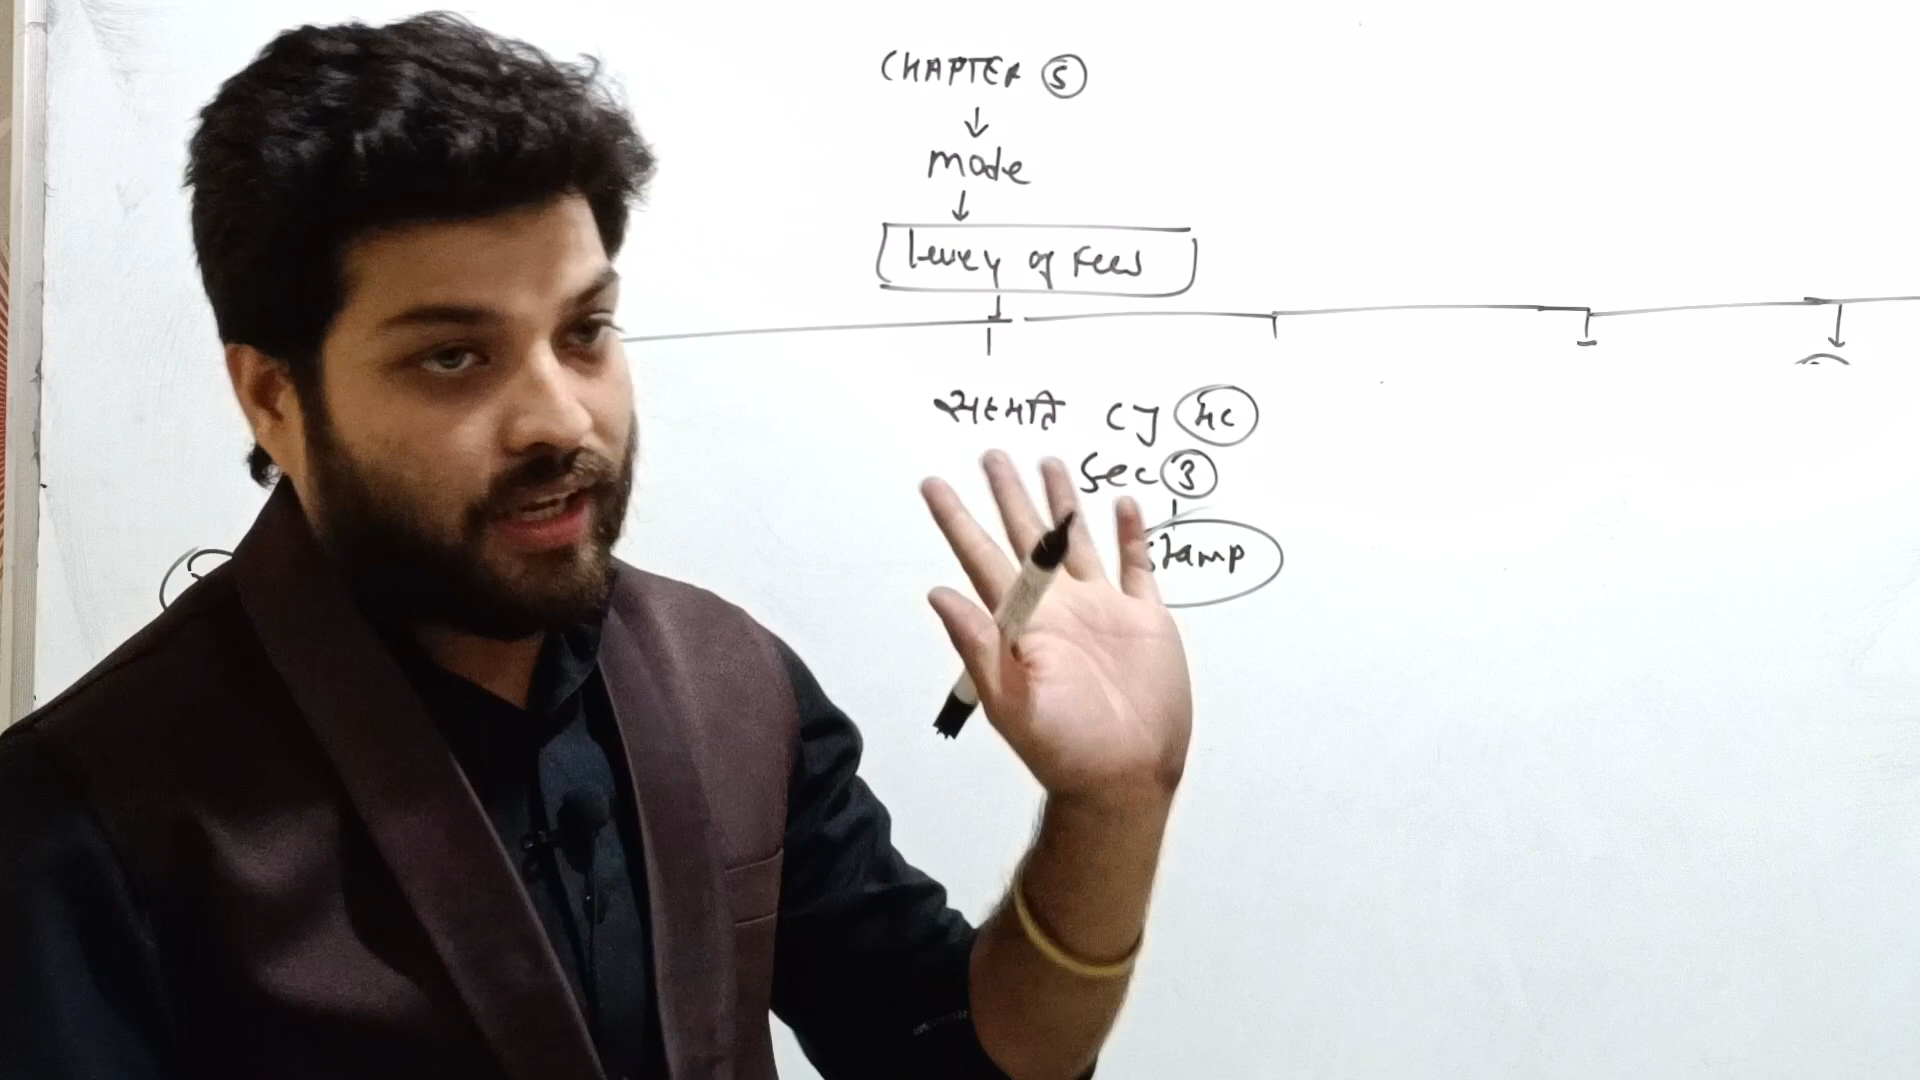 CHAPTER 5
mode
Levey of Fees
सहमति CJ HC
Sec 3
stamp